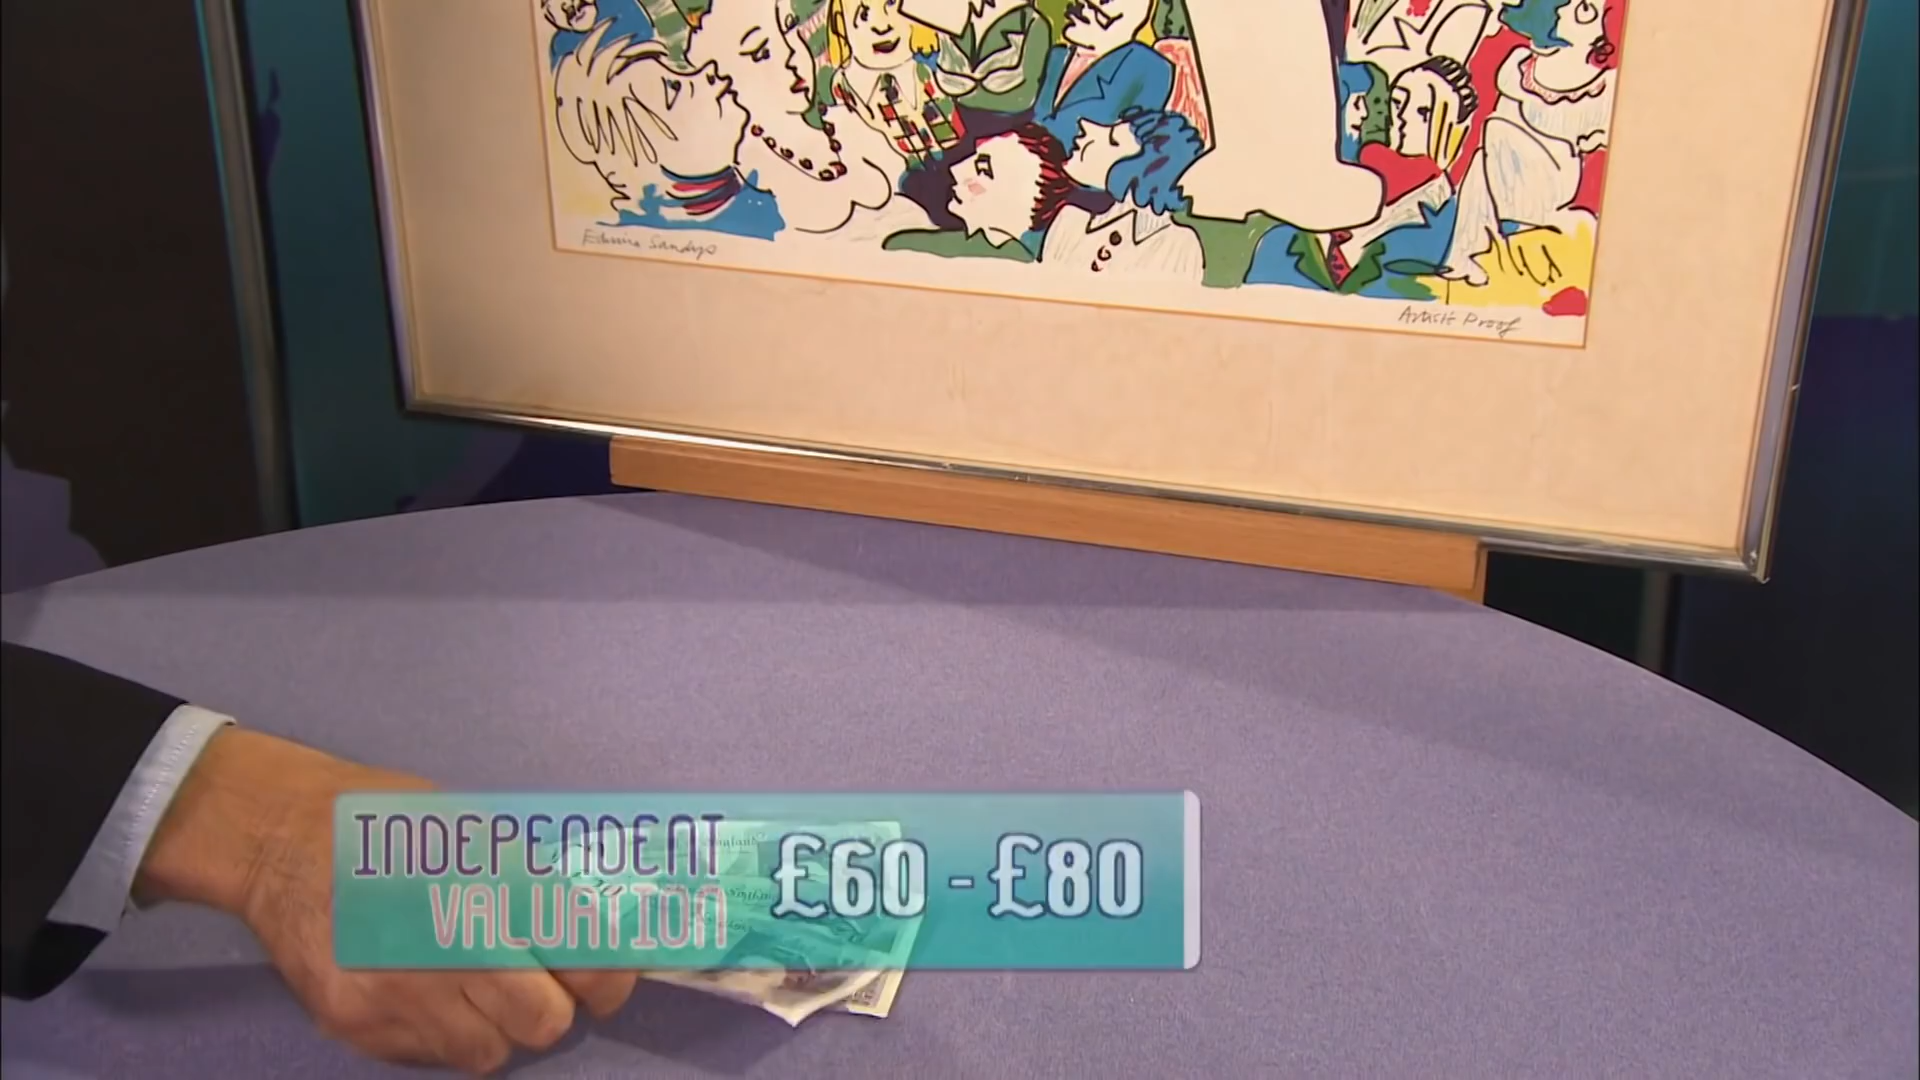 Edwina Sandys
Artist Proof
INDEPENDENT
VALUATION
£60 - £80